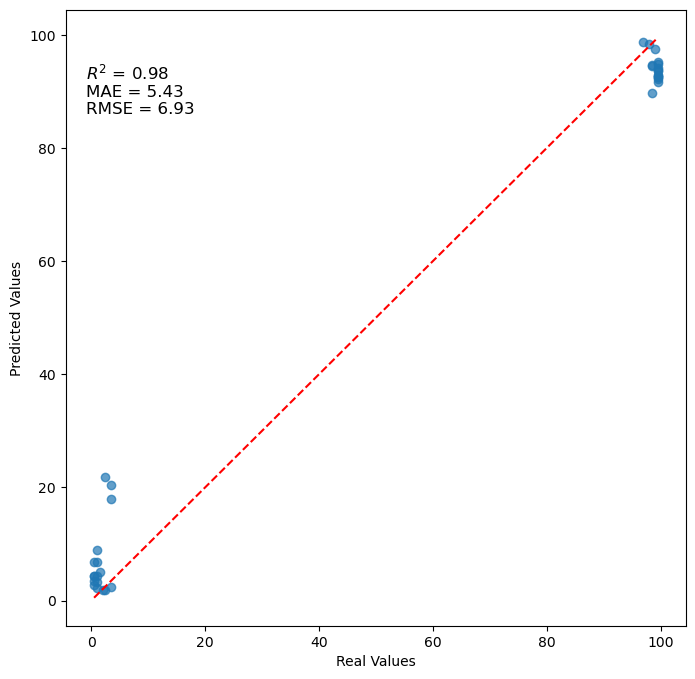 100
R² = 0.98
MAE = 5.43
RMSE = 6.93
80
60
Predicted Values
40
20
0
0 20 40 60 80 100
Real Values